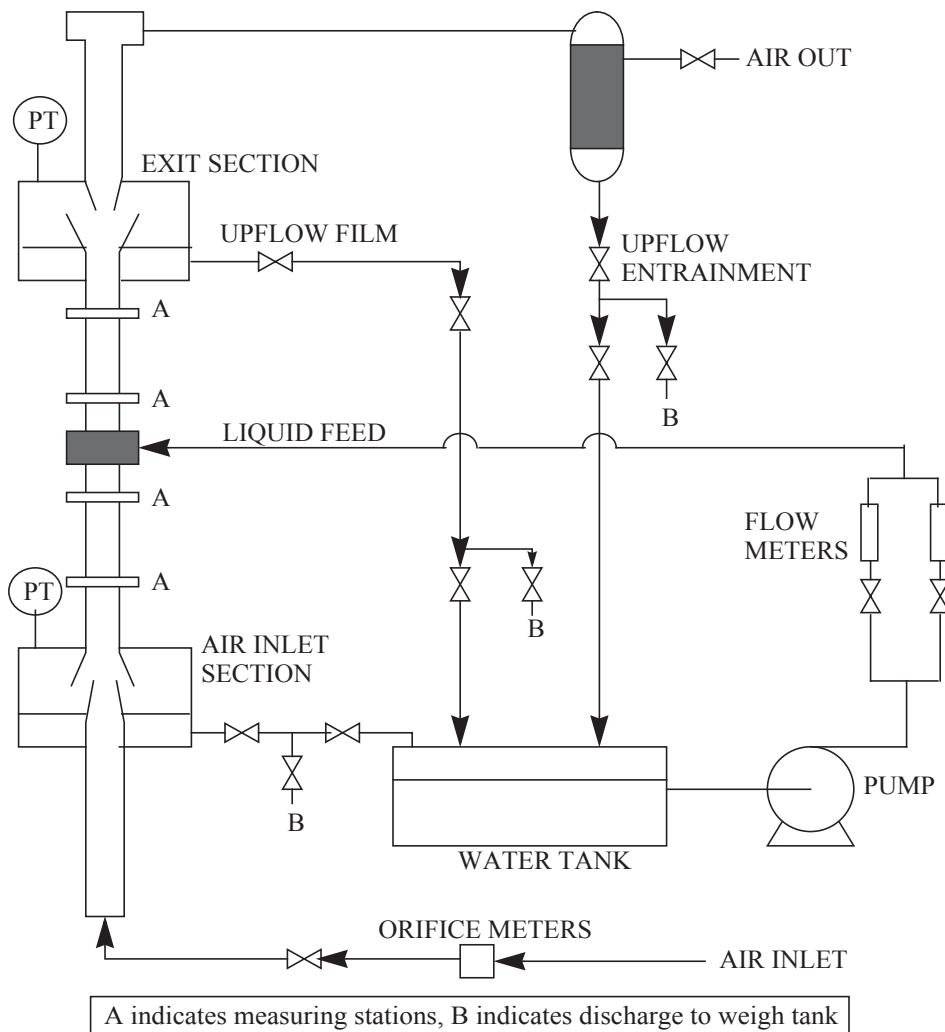 AIR OUT
PT
EXIT SECTION
UPFLOW FILM
UPFLOW
ENTRAINMENT
A
A
B
LIQUID FEED
A
FLOW
METERS
A
PT
B
AIR INLET
SECTION
PUMP
B
WATER TANK
ORIFICE METERS
AIR INLET
A indicates measuring stations, B indicates discharge to weigh tank